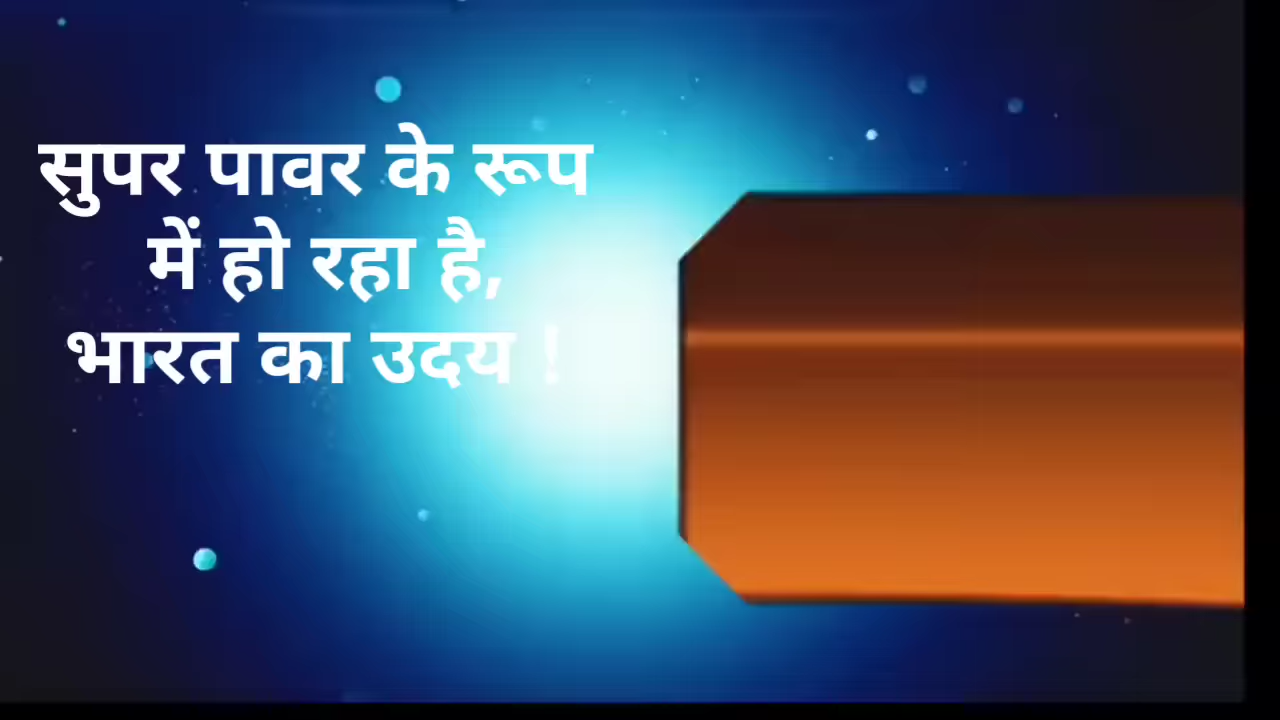 सुपर पावर के रूप
में हो रहा है,
भारत का उदय !